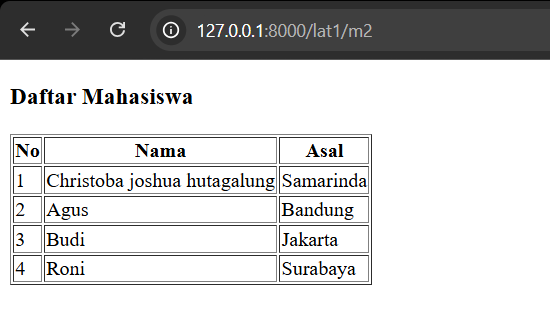 127.0.0.1:8000/lat1/m2
Daftar Mahasiswa
No Nama Asal
1 Christoba joshua hutagalung Samarinda
2 Agus Bandung
3 Budi Jakarta
4 Roni Surabaya